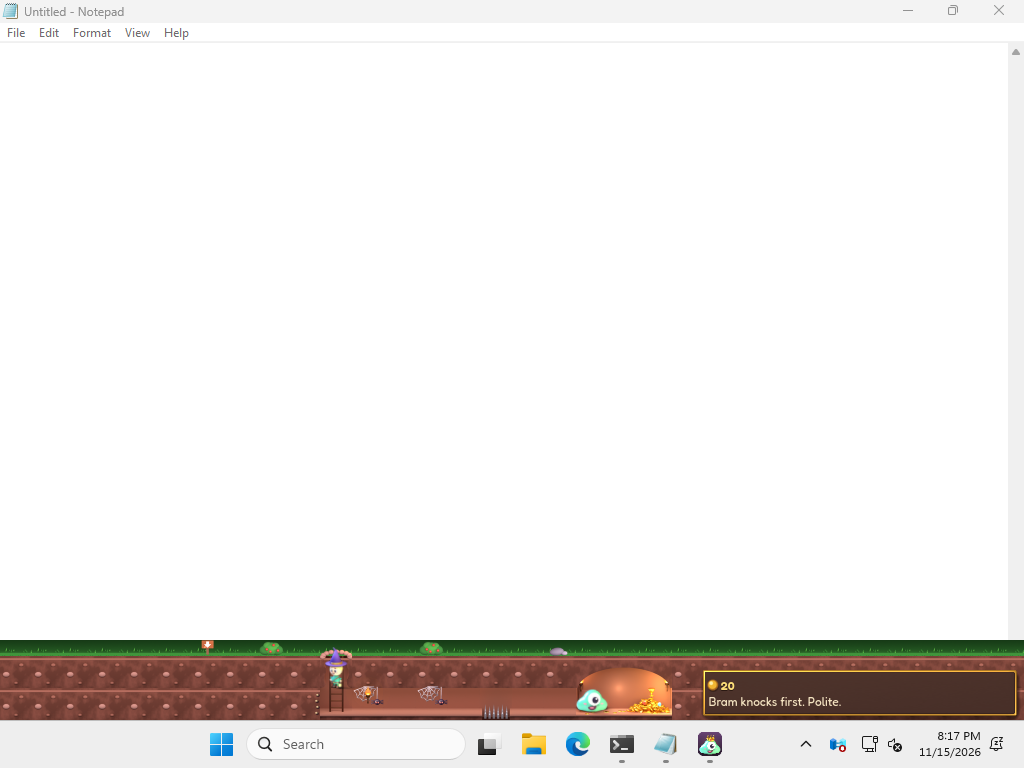 Untitled - Notepad
File Edit Format View Help
20
Bram knocks first. Polite.
Search
8:17 PM
11/15/2026